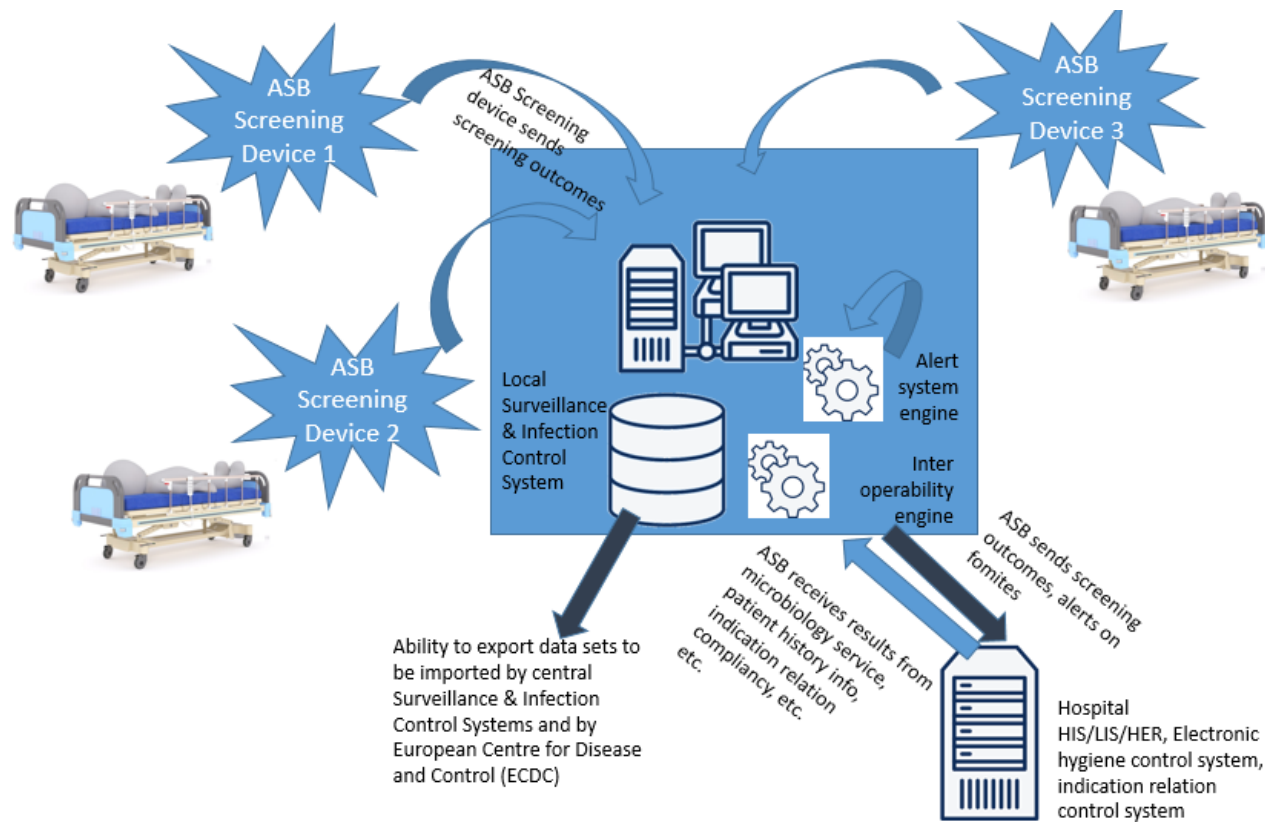 ASB
Screening
Device 1
ASB Screening
device sends
screening outcomes
ASB
Screening
Device 3
ASB
Screening
Device 2
Local
Surveillance
& Infection
Control
System
Alert
system
engine
Inter
operability
engine
ASB sends screening
outcomes, alerts on
fomites
ASB receives results from
microbiology service,
patient history info,
indication relation
compliancy, etc.
etc.
Ability to export data sets to
be imported by central
Surveillance & Infection
Control Systems and by
European Centre for Disease
and Control (ECDC)
Hospital
HIS/LIS/HER, Electronic
hygiene control system,
indication relation
control system